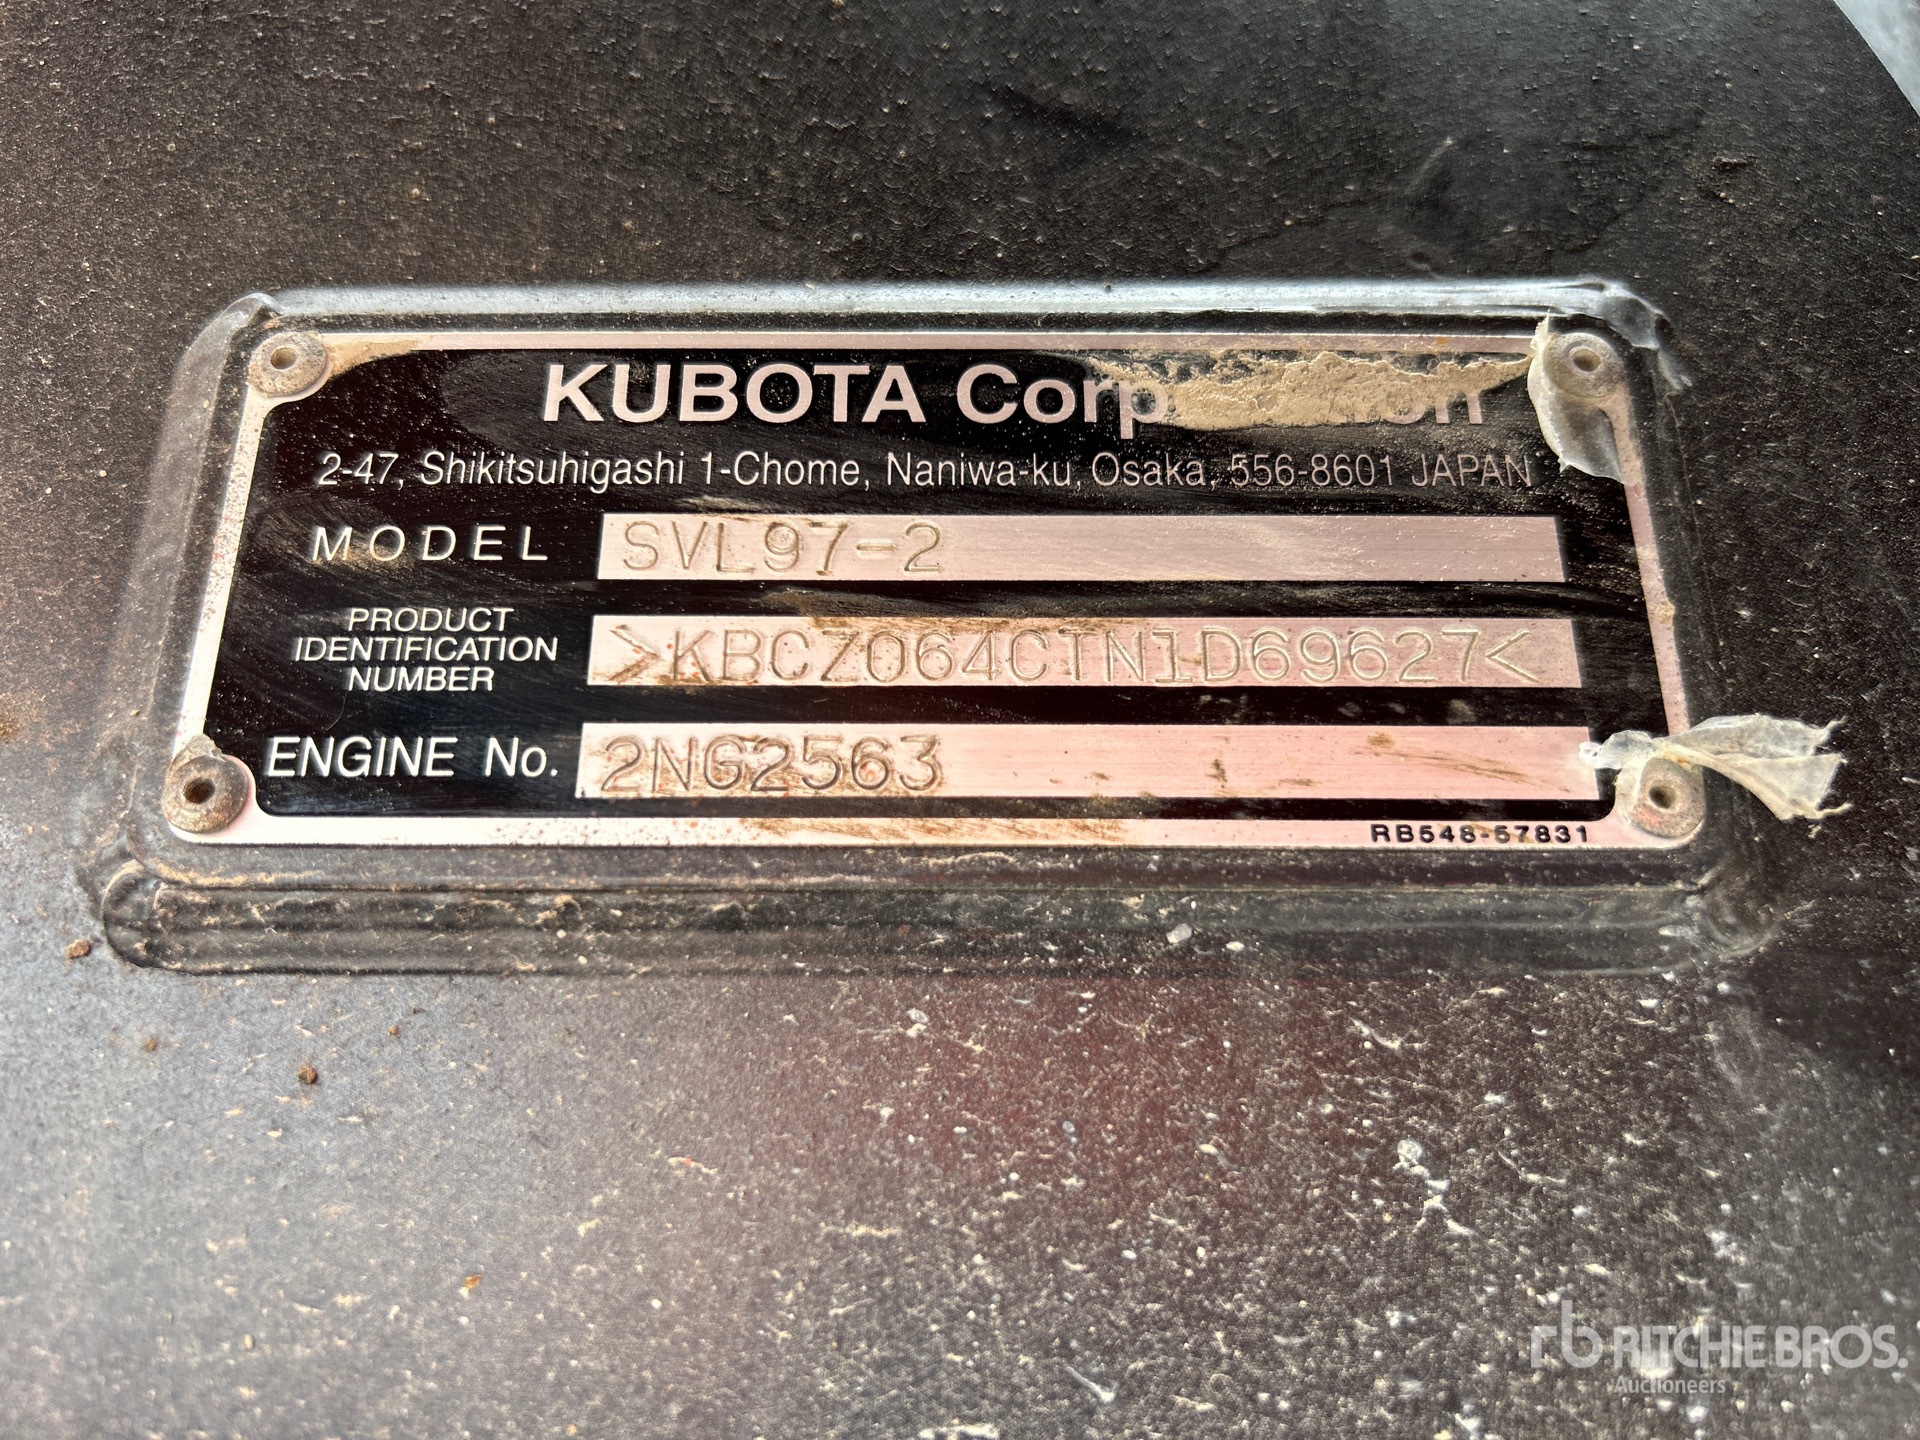 KUBOTA Corp
2-47, Shikitsuhigashi 1-Chome, Naniwa-ku, Osaka, 556-8601 JAPAN
MODEL SVL97-2
PRODUCT
IDENTIFICATION
NUMBER
>KBCZ064CTN1D69627<
ENGINE No. 2NG2563
RB548-57831
rb RITCHIE BROS.
Auctioneers